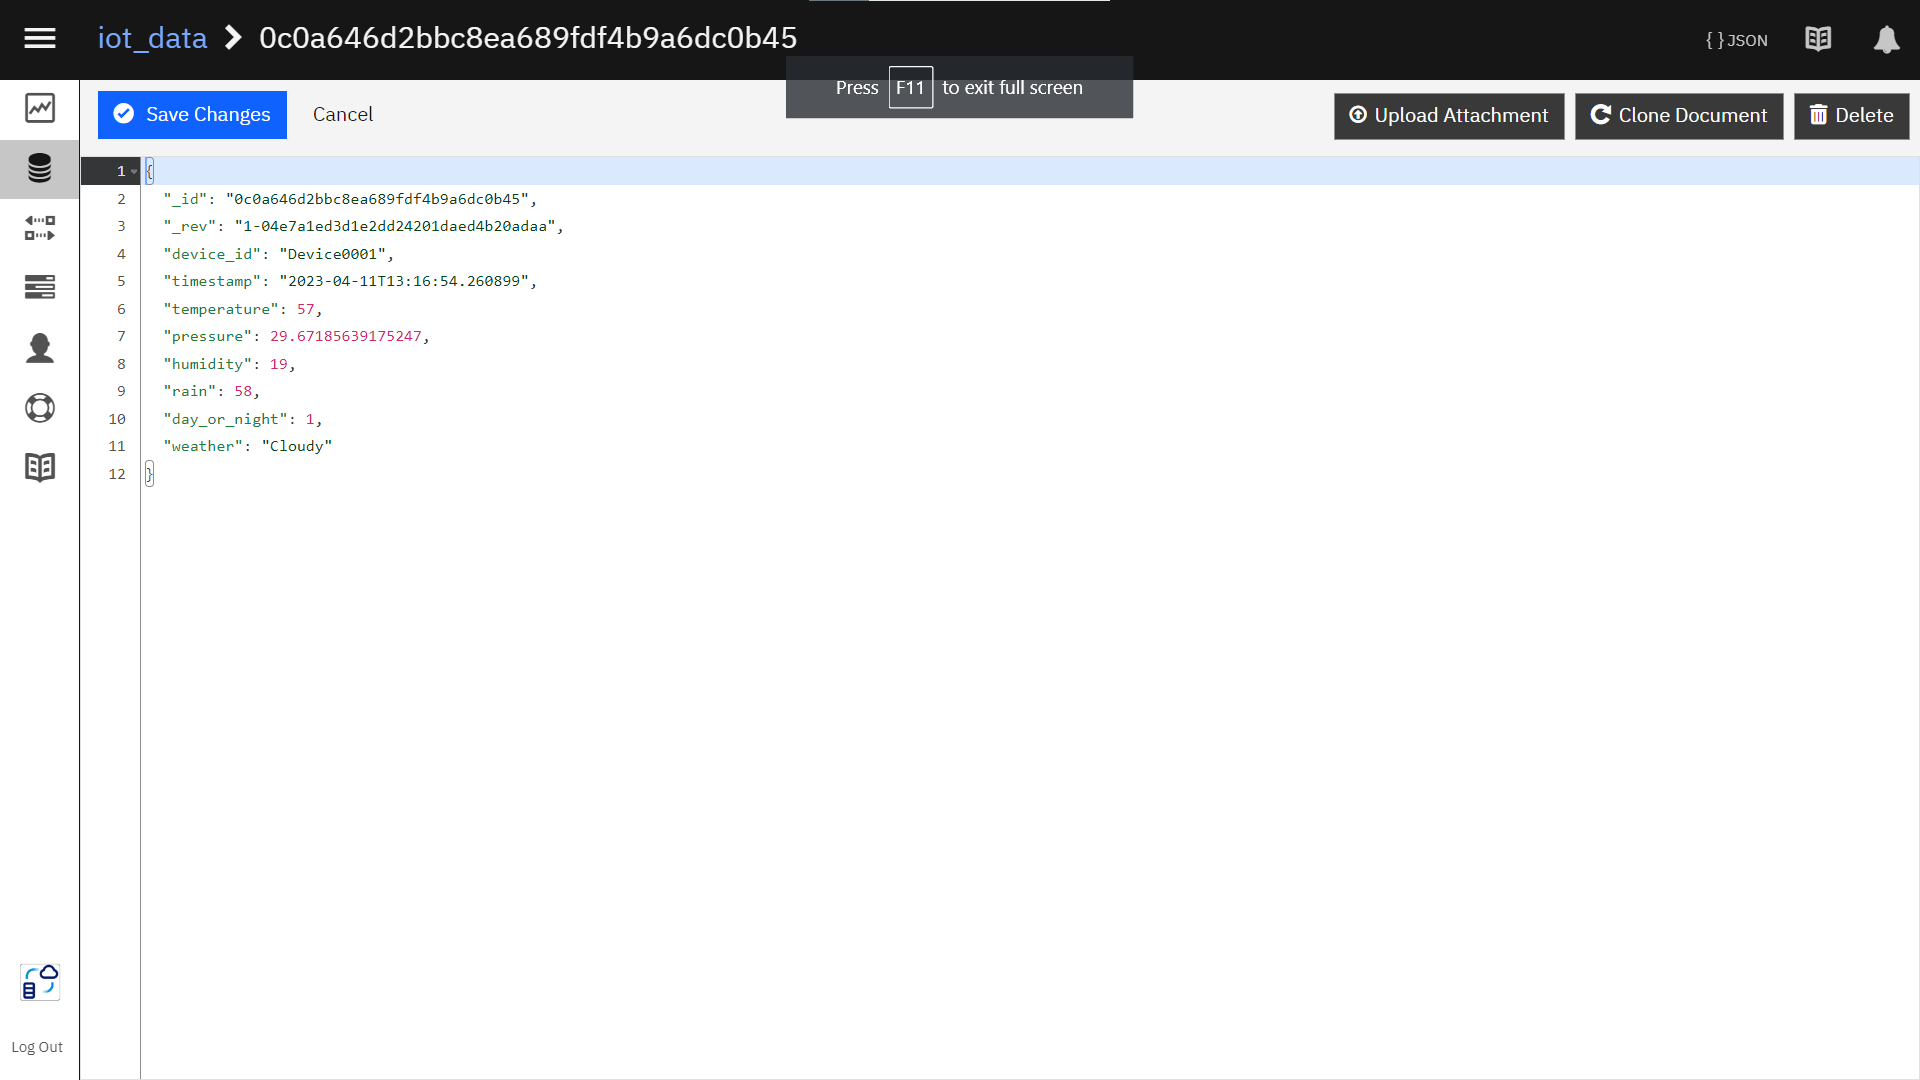 iot_data 0c0a646d2bbc8ea689fdf4b9a6dc0b45
{ } JSON
Press F11 to exit full screen
Save Changes
Cancel
Upload Attachment
Clone Document
Delete
1 {
2 "_id": "0c0a646d2bbc8ea689fdf4b9a6dc0b45",
3 "_rev": "1-04e7a1ed3d1e2dd24201daed4b20adaa",
4 "device_id": "Device0001",
5 "timestamp": "2023-04-11T13:16:54.260899",
6 "temperature": 57,
7 "pressure": 29.67185639175247,
8 "humidity": 19,
9 "rain": 58,
10 "day_or_night": 1,
11 "weather": "Cloudy"
12 }
Log Out